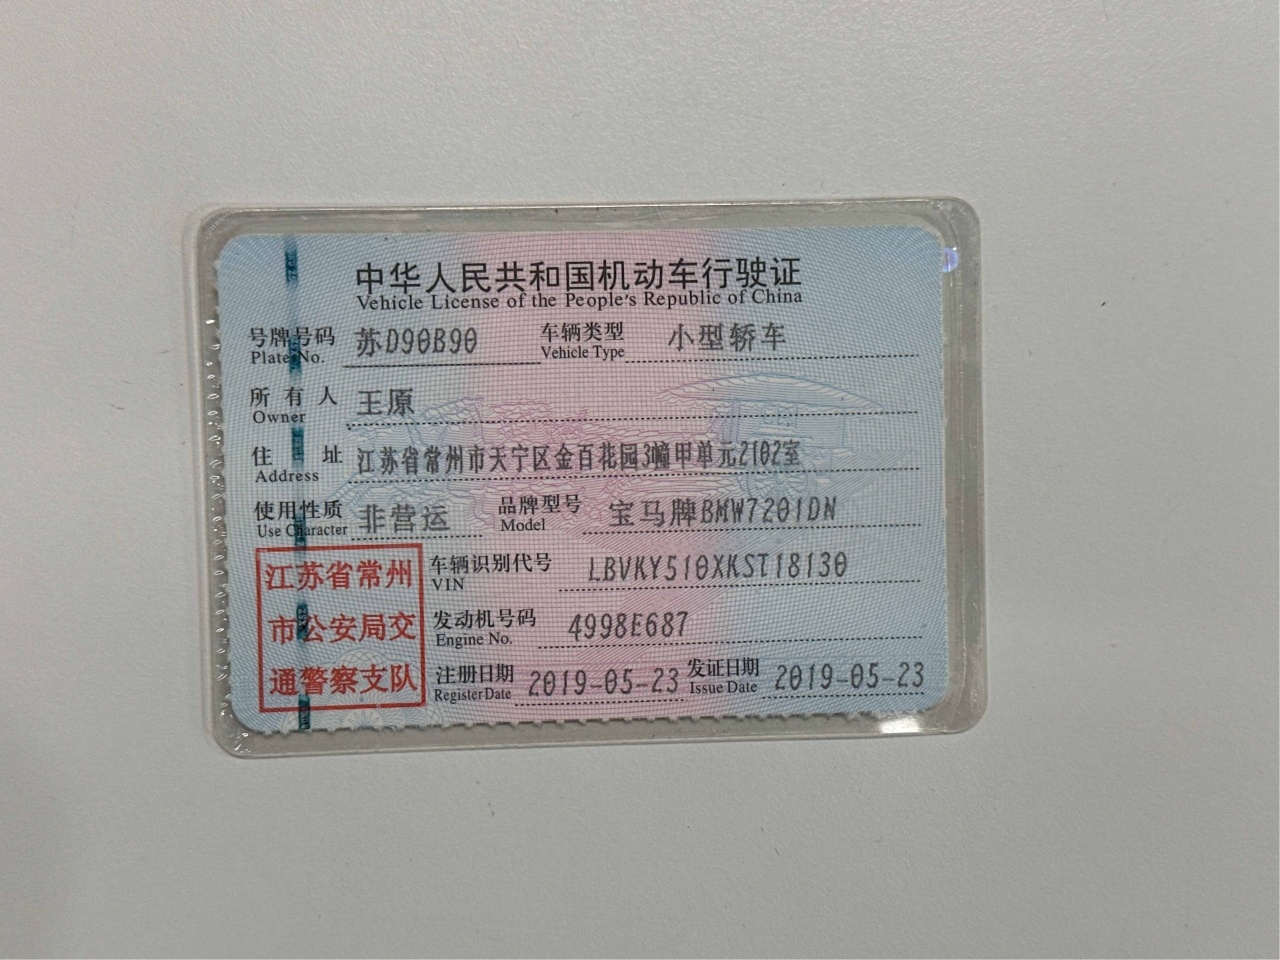 中华人民共和国机动车行驶证
Vehicle License of the People's Republic of China
号牌号码 苏D90B90 车辆类型 小型轿车
Plate No. Vehicle Type
所有人 王原
Owner
住址 江苏省常州市天宁区金百花园3幢甲单元2102室
Address
使用性质 非营运 品牌型号 宝马牌BMW7201DN
Use Character Model
江苏省常州
市公安局交
通警察支队
车辆识别代号 LBVKY510XKST18130
VIN
发动机号码 4998E687
Engine No.
注册日期 2019-05-23 发证日期 2019-05-23
Register Date Issue Date